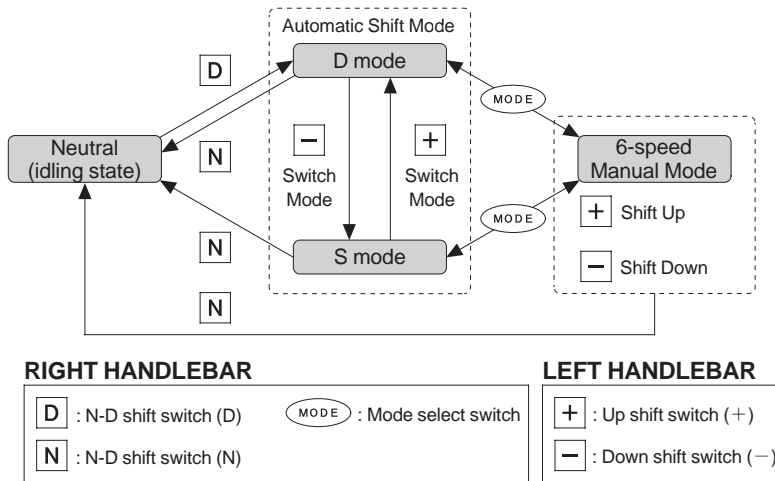 Automatic Shift Mode
D mode
D
MODE
Neutral
(idling state)
N
−
Switch
Mode
+
Switch
Mode
6-speed
Manual Mode
+ Shift Up
MODE
S mode
N
− Shift Down
N
RIGHT HANDLEBAR
D : N-D shift switch (D)
MODE : Mode select switch
N : N-D shift switch (N)
LEFT HANDLEBAR
+ : Up shift switch (+)
− : Down shift switch (−)